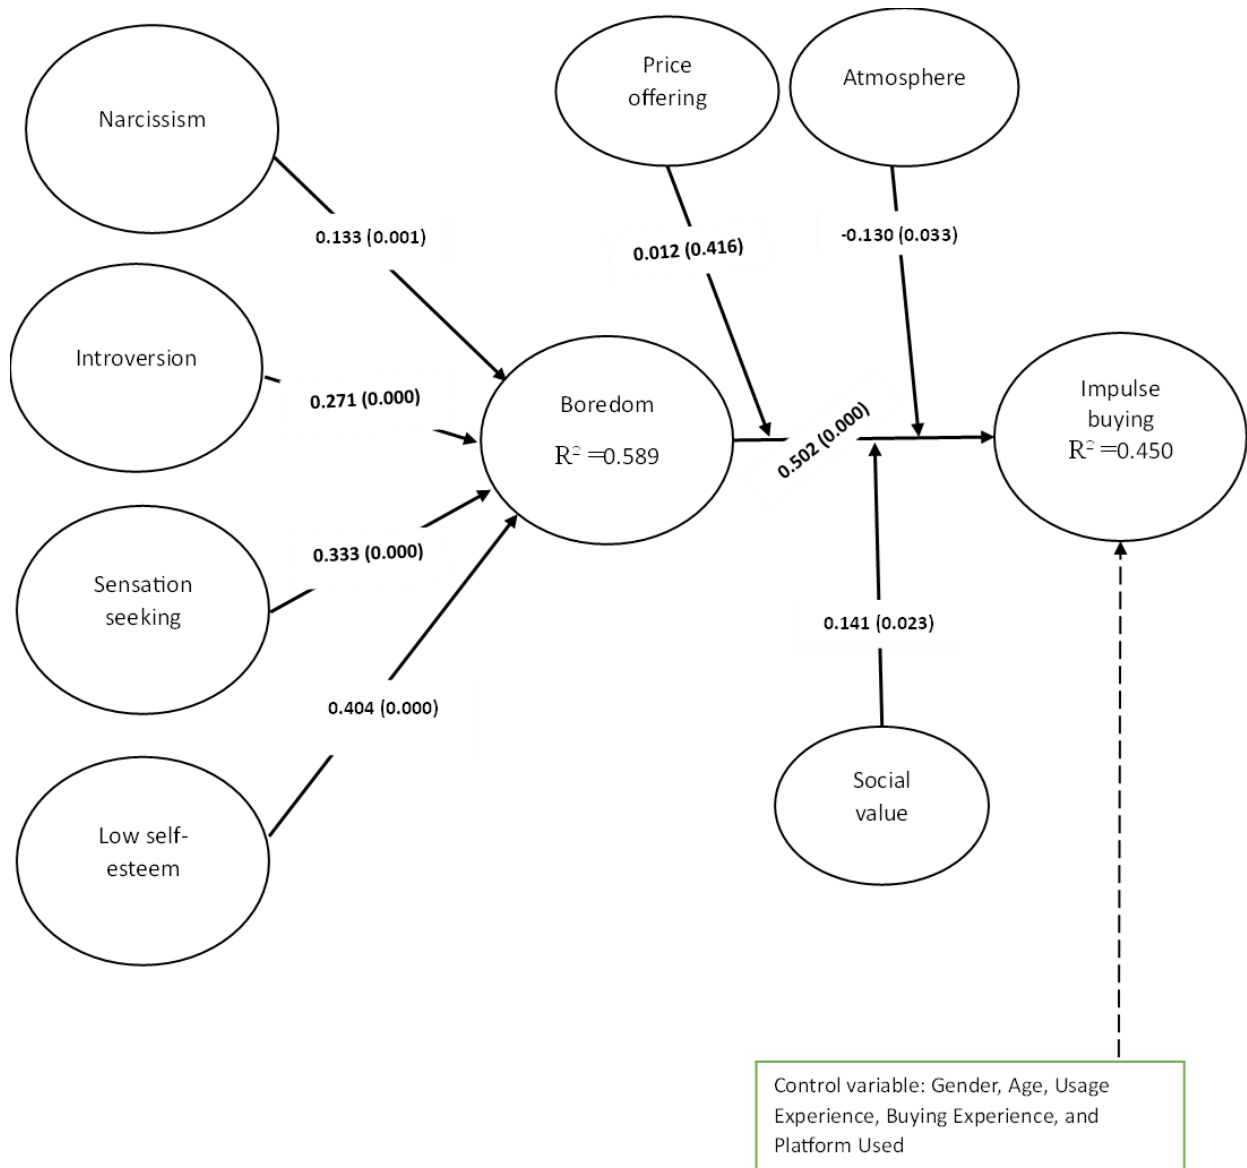 Narcissism
Price
offering
Atmosphere
0.133 (0.001)
0.012 (0.416)
-0.130 (0.033)
Introversion
0.271 (0.000)
Boredom
R² =0.589
0.502 (0.000)
Impulse
buying
R² =0.450
Sensation
seeking
0.333 (0.000)
0.404 (0.000)
0.141 (0.023)
Low self-
esteem
Social
value
Control variable: Gender, Age, Usage
Experience, Buying Experience, and
Platform Used